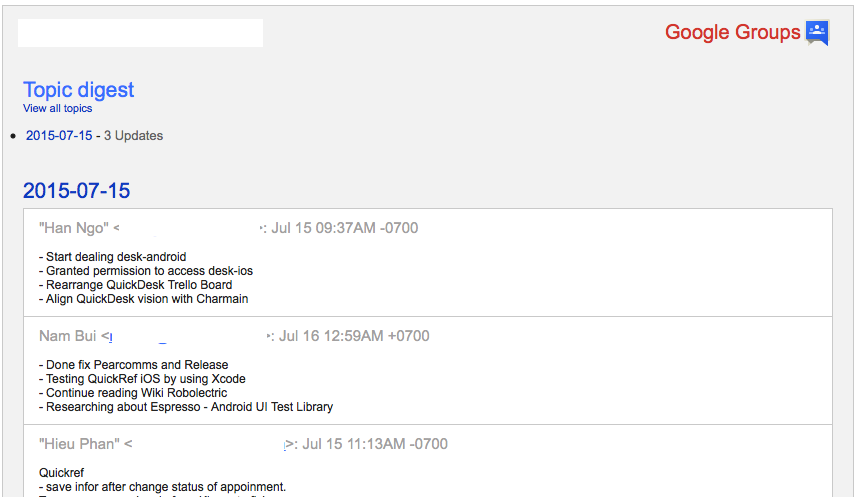 Google Groups
Topic digest
View all topics
2015-07-15 - 3 Updates
2015-07-15
"Han Ngo" < >: Jul 15 09:37AM -0700
- Start dealing desk-android
- Granted permission to access desk-ios
- Rearrange QuickDesk Trello Board
- Align QuickDesk vision with Charmain
Nam Bui < >: Jul 16 12:59AM +0700
- Done fix Pearcomms and Release
- Testing QuickRef iOS by using Xcode
- Continue reading Wiki Robolectric
- Researching about Espresso - Android UI Test Library
"Hieu Phan" < >: Jul 15 11:13AM -0700
Quickref
- save infor after change status of appoinment.